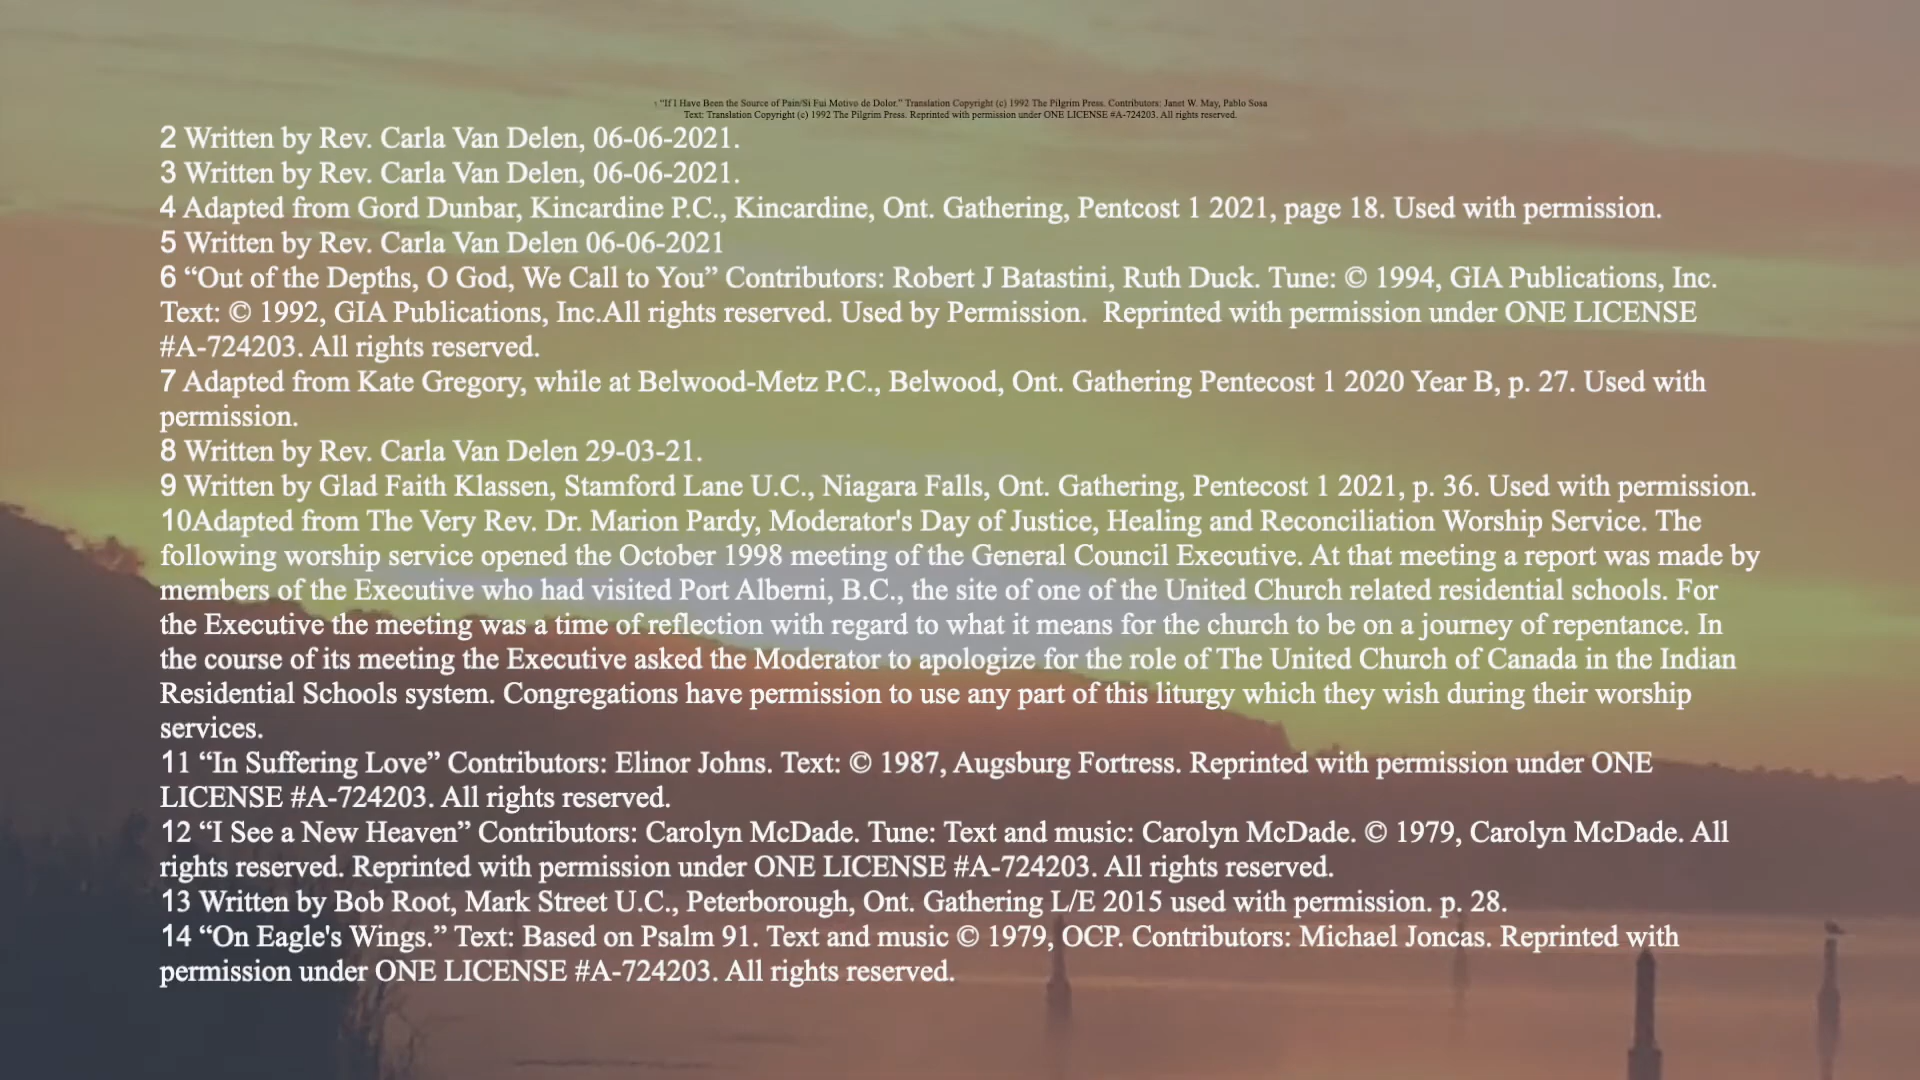 1 “If I Have Been the Source of Pain/Si Fui Motivo de Dolor.” Translation Copyright (c) 1992 The Pilgrim Press. Contributors: Janet W. May, Pablo Sosa
Text: Translation Copyright (c) 1992 The Pilgrim Press. Reprinted with permission under ONE LICENSE #A-724203. All rights reserved.
2 Written by Rev. Carla Van Delen, 06-06-2021.
3 Written by Rev. Carla Van Delen, 06-06-2021.
4 Adapted from Gord Dunbar, Kincardine P.C., Kincardine, Ont. Gathering, Pentcost 1 2021, page 18. Used with permission.
5 Written by Rev. Carla Van Delen 06-06-2021
6 “Out of the Depths, O God, We Call to You” Contributors: Robert J Batastini, Ruth Duck. Tune: © 1994, GIA Publications, Inc.
Text: © 1992, GIA Publications, Inc.All rights reserved. Used by Permission.  Reprinted with permission under ONE LICENSE
#A-724203. All rights reserved.
7 Adapted from Kate Gregory, while at Belwood-Metz P.C., Belwood, Ont. Gathering Pentecost 1 2020 Year B, p. 27. Used with
permission.
8 Written by Rev. Carla Van Delen 29-03-21.
9 Written by Glad Faith Klassen, Stamford Lane U.C., Niagara Falls, Ont. Gathering, Pentecost 1 2021, p. 36. Used with permission.
10Adapted from The Very Rev. Dr. Marion Pardy, Moderator's Day of Justice, Healing and Reconciliation Worship Service. The
following worship service opened the October 1998 meeting of the General Council Executive. At that meeting a report was made by
members of the Executive who had visited Port Alberni, B.C., the site of one of the United Church related residential schools. For
the Executive the meeting was a time of reflection with regard to what it means for the church to be on a journey of repentance. In
the course of its meeting the Executive asked the Moderator to apologize for the role of The United Church of Canada in the Indian
Residential Schools system. Congregations have permission to use any part of this liturgy which they wish during their worship
services.
11 “In Suffering Love” Contributors: Elinor Johns. Text: © 1987, Augsburg Fortress. Reprinted with permission under ONE
LICENSE #A-724203. All rights reserved.
12 “I See a New Heaven” Contributors: Carolyn McDade. Tune: Text and music: Carolyn McDade. © 1979, Carolyn McDade. All
rights reserved. Reprinted with permission under ONE LICENSE #A-724203. All rights reserved.
13 Written by Bob Root, Mark Street U.C., Peterborough, Ont. Gathering L/E 2015 used with permission. p. 28.
14 “On Eagle's Wings.” Text: Based on Psalm 91. Text and music © 1979, OCP. Contributors: Michael Joncas. Reprinted with
permission under ONE LICENSE #A-724203. All rights reserved.